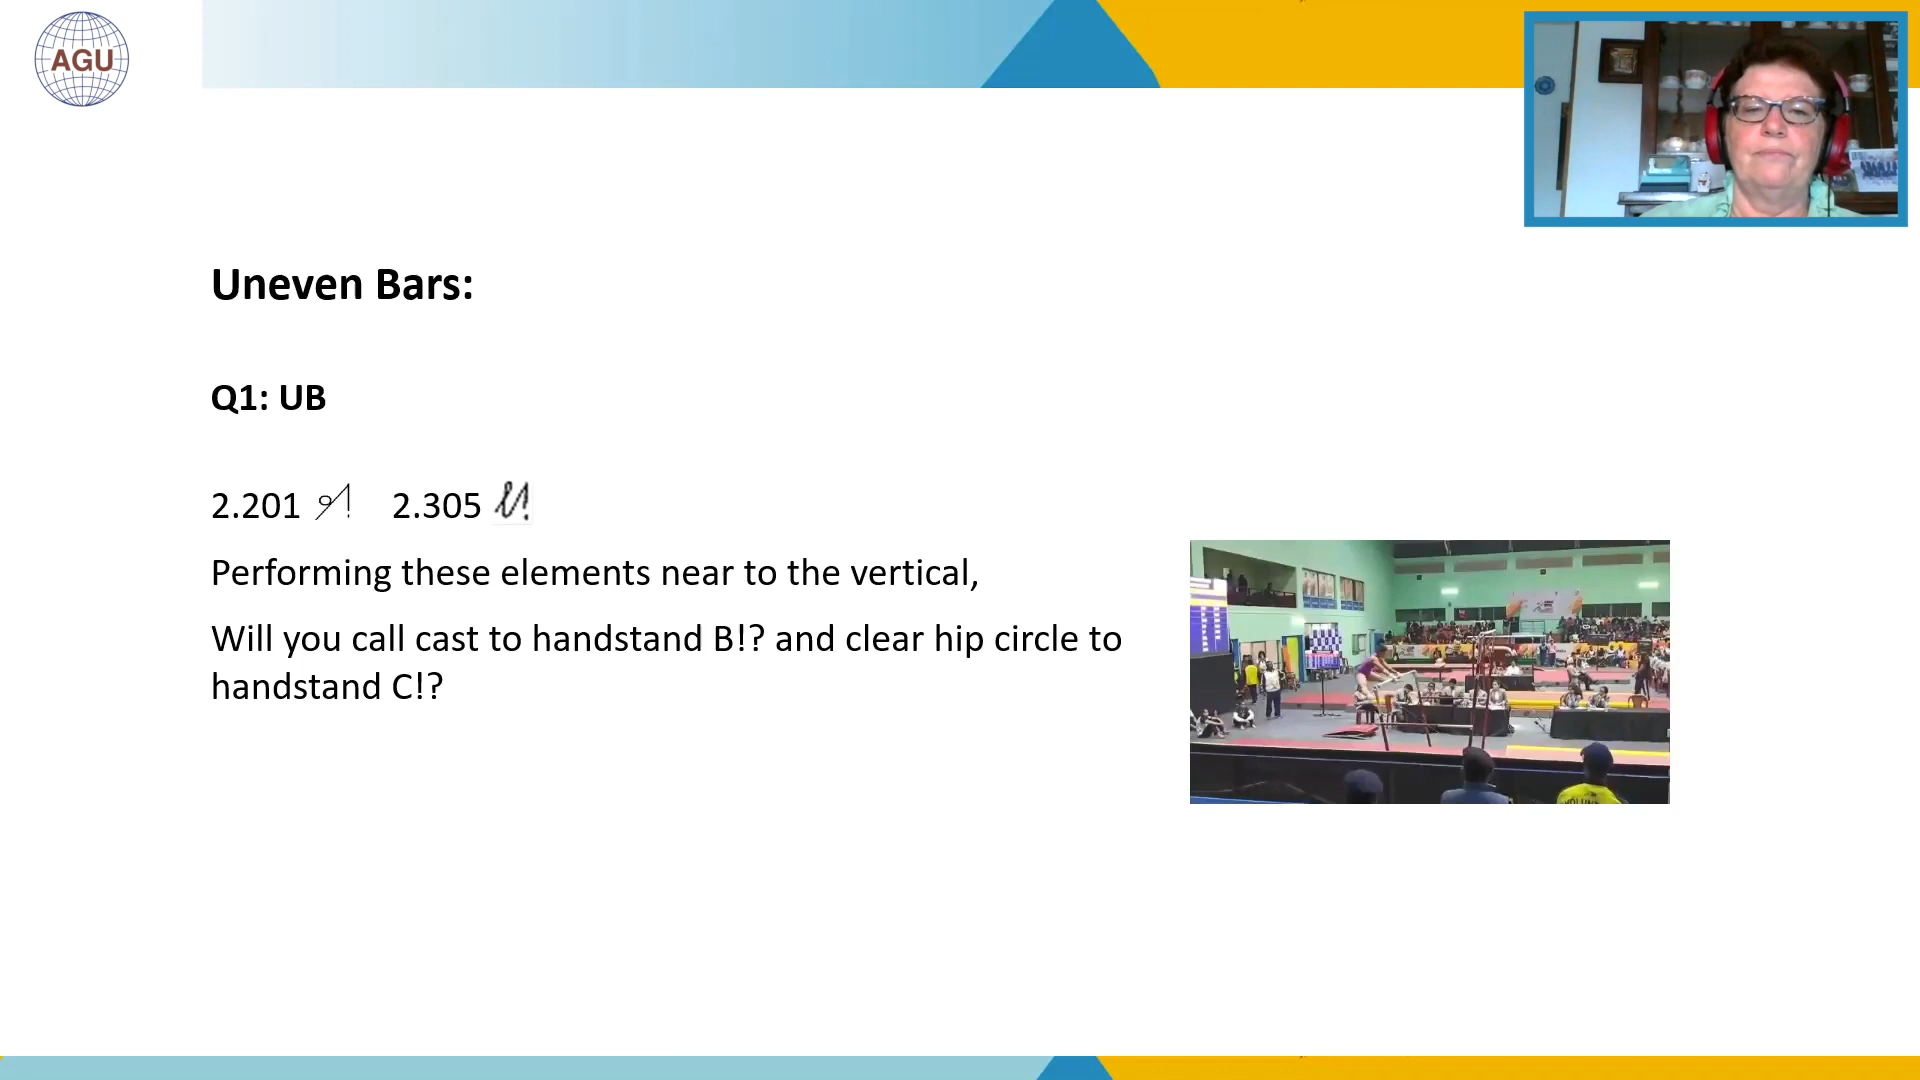 AGU
Uneven Bars:
Q1: UB
2.201 2.305
Performing these elements near to the vertical,
Will you call cast to handstand B!? and clear hip circle to
handstand C!?